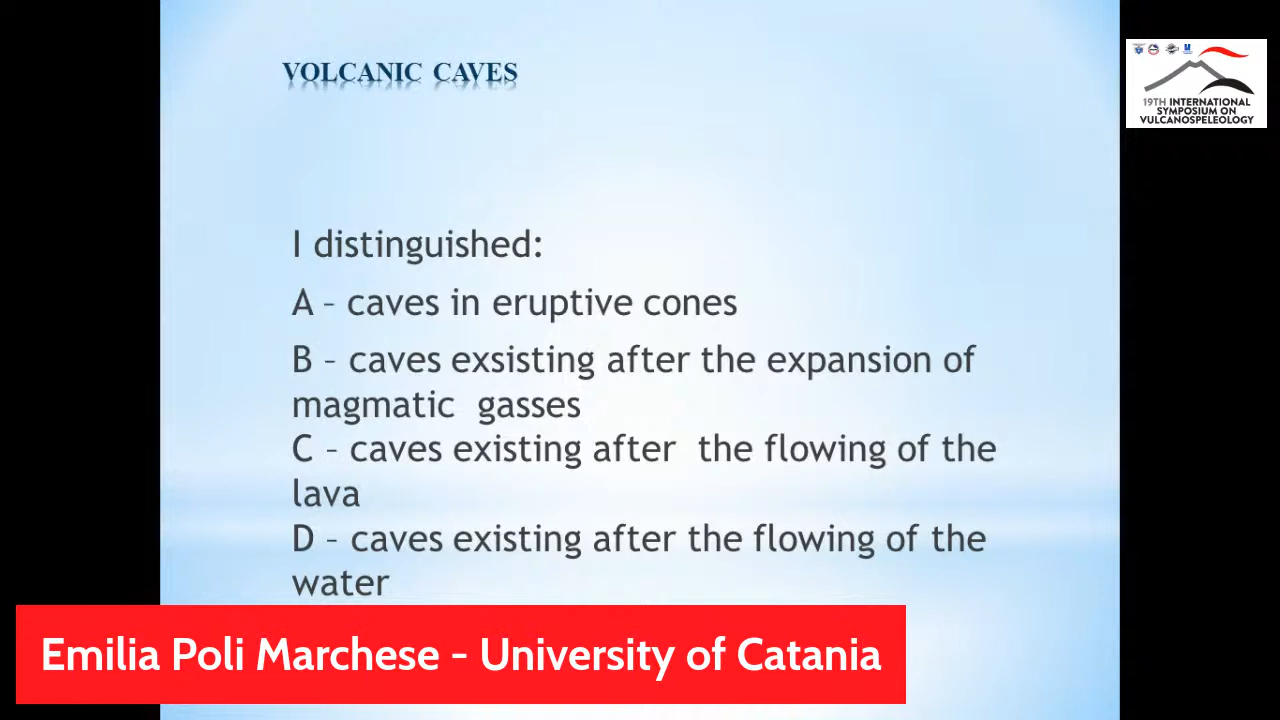 VOLCANIC CAVES
19TH INTERNATIONAL
SYMPOSIUM ON
VULCANOSPELEOLOGY
I distinguished:
A – caves in eruptive cones
B – caves exsisting after the expansion of
magmatic gasses
C – caves existing after the flowing of the
lava
D – caves existing after the flowing of the
water
Emilia Poli Marchese - University of Catania